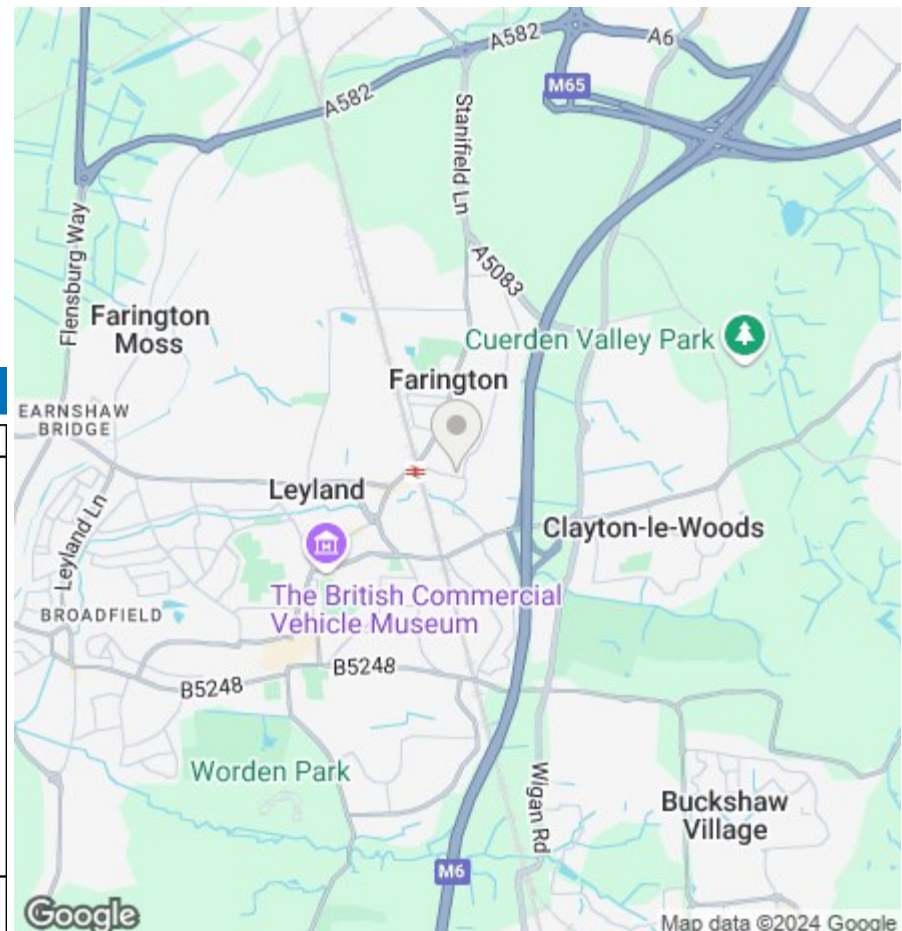 A582
A6
M65
A582
Stanifield Ln
Flensburg Way
A5083
Farington
Moss
Cuerden Valley Park
Farington
EARNSHAW
BRIDGE
Leyland
Leyland Ln
Clayton-le-Woods
The British Commercial
Vehicle Museum
BROADFIELD
B5248
B5248
Worden Park
Wigan Rd
Buckshaw
Village
M6
Google
Map data ©2024 Google